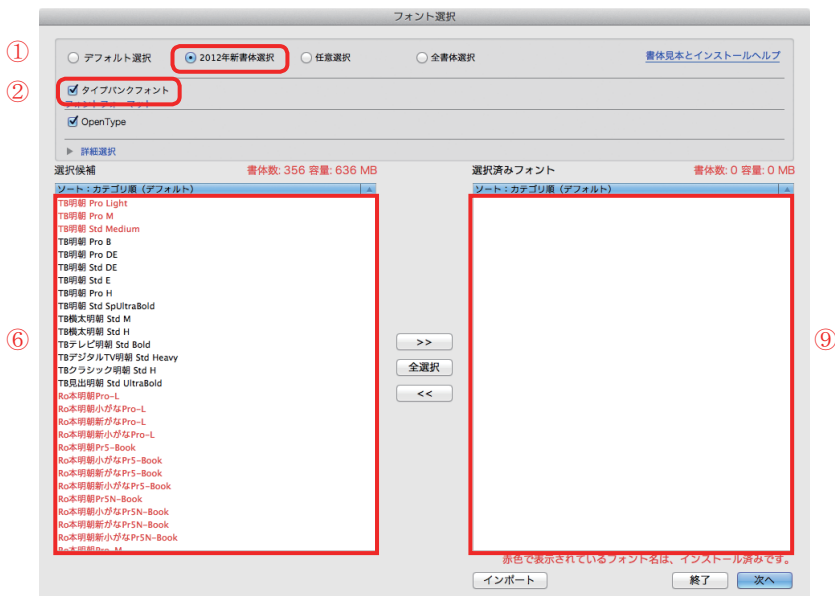 フォント選択
①
デフォルト選択 2012年新書体選択 任意選択 全書体選択 書体見本とインストールヘルプ
②
タイプバンクフォント
フォントフォーマット
OpenType
▶ 詳細選択
選択候補 書体数: 356 容量: 636 MB
ソート：カテゴリ順（デフォルト）
TB明朝 Pro Light
TB明朝 Pro M
TB明朝 Std Medium
TB明朝 Pro B
TB明朝 Pro DE
TB明朝 Std DE
TB明朝 Std E
TB明朝 Pro H
TB明朝 Std SpUltraBold
TB横太明朝 Std M
TB横太明朝 Std H
TBテレビ明朝 Std Bold
TBデジタルTV明朝 Std Heavy
TBクラシック明朝 Std H
TB見出明朝 Std UltraBold
Ro本明朝Pro-L
Ro本明朝小がなPro-L
Ro本明朝新がなPro-L
Ro本明朝新小がなPro-L
Ro本明朝Pr5-Book
Ro本明朝小がなPr5-Book
Ro本明朝新がなPr5-Book
Ro本明朝新小がなPr5-Book
Ro本明朝Pr5N-Book
Ro本明朝小がなPr5N-Book
Ro本明朝新がなPr5N-Book
Ro本明朝新小がなPr5N-Book
Ro本明朝Pro-M
⑥
>>
全選択
<<
選択済みフォント 書体数: 0 容量: 0 MB
ソート：カテゴリ順（デフォルト）
⑨
赤色で表示されているフォント名は、インストール済みです。
インポート 終了 次へ